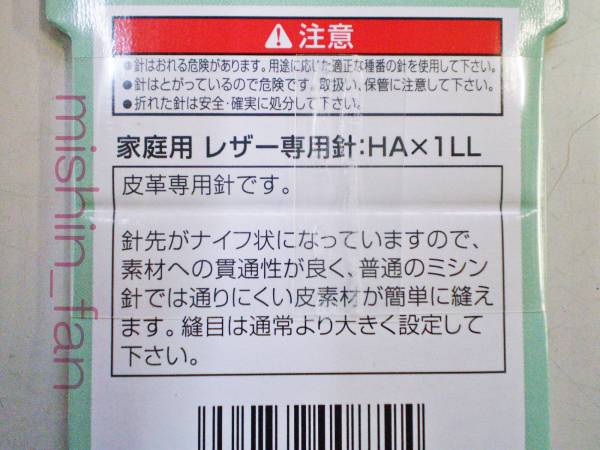 ⚠注意
●針はおれる危険があります。用途に応じた適正な種番の針を使用して下さい。
●針はとがっているので危険です。取扱い、保管に注意して下さい。
●折れた針は安全・確実に処分して下さい。
家庭用 レザー専用針:HA×1LL
皮革専用針です。
針先がナイフ状になっていますので、
素材への貫通性が良く、普通のミシン
針では通りにくい皮素材が簡単に縫え
ます。縫目は通常より大きく設定して
下さい。
mishin_fan